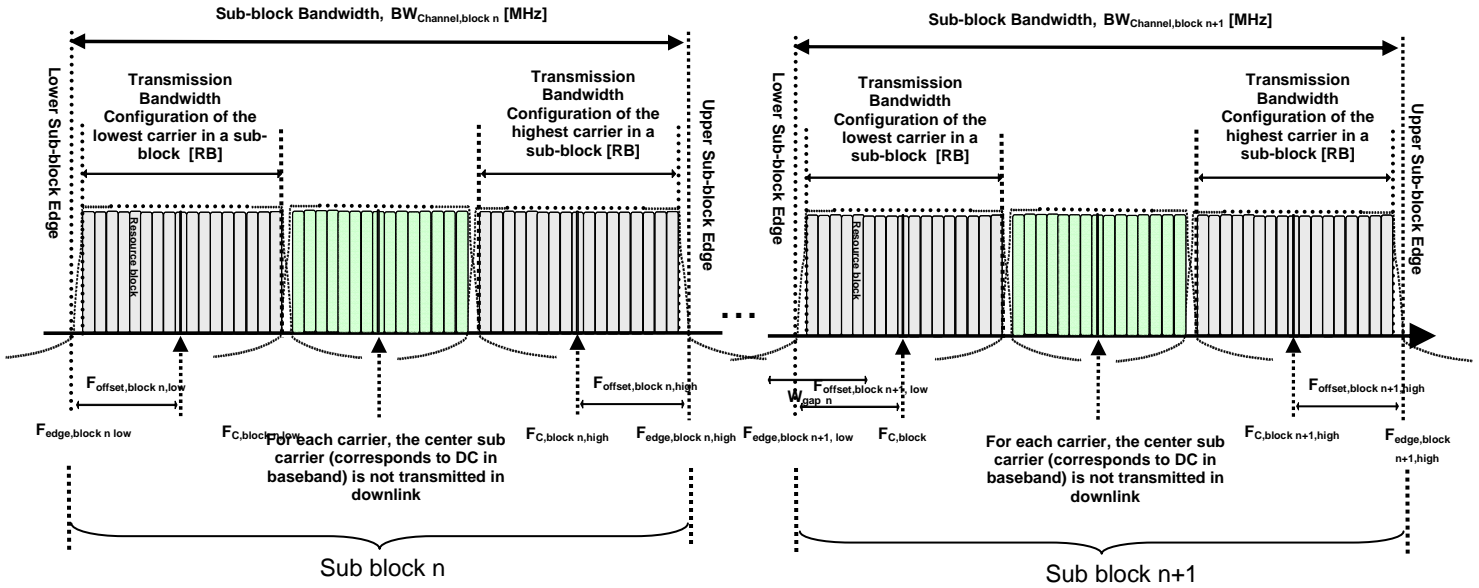 Sub-block Bandwidth, BWChannel,block n [MHz]
Lower Sub-block Edge
Transmission
Bandwidth
Configuration of the
lowest carrier in a sub-
block [RB]
Transmission
Bandwidth
Configuration of the
highest carrier in a
sub-block [RB]
Upper Sub-block Edge
Resource block
Foffset,block n,low
Foffset,block n,high
Fedge,block n low
FC,block n,low
FC,block n,high
Fedge,block n,high
For each carrier, the center sub
carrier (corresponds to DC in
baseband) is not transmitted in
downlink
Sub block n
...
Sub-block Bandwidth, BWChannel,block n+1 [MHz]
Lower Sub-block Edge
Transmission
Bandwidth
Configuration of the
lowest carrier in a
sub-block [RB]
Transmission
Bandwidth
Configuration of the
highest carrier in a
sub-block [RB]
Upper Sub-block Edge
Resource block
Foffset,block n+1, low
Wgap n
Foffset,block n+1,high
Fedge,block n+1, low
FC,block
FC,block n+1,high
Fedge,block
n+1,high
For each carrier, the center sub
carrier (corresponds to DC in
baseband) is not transmitted in
downlink
Sub block n+1